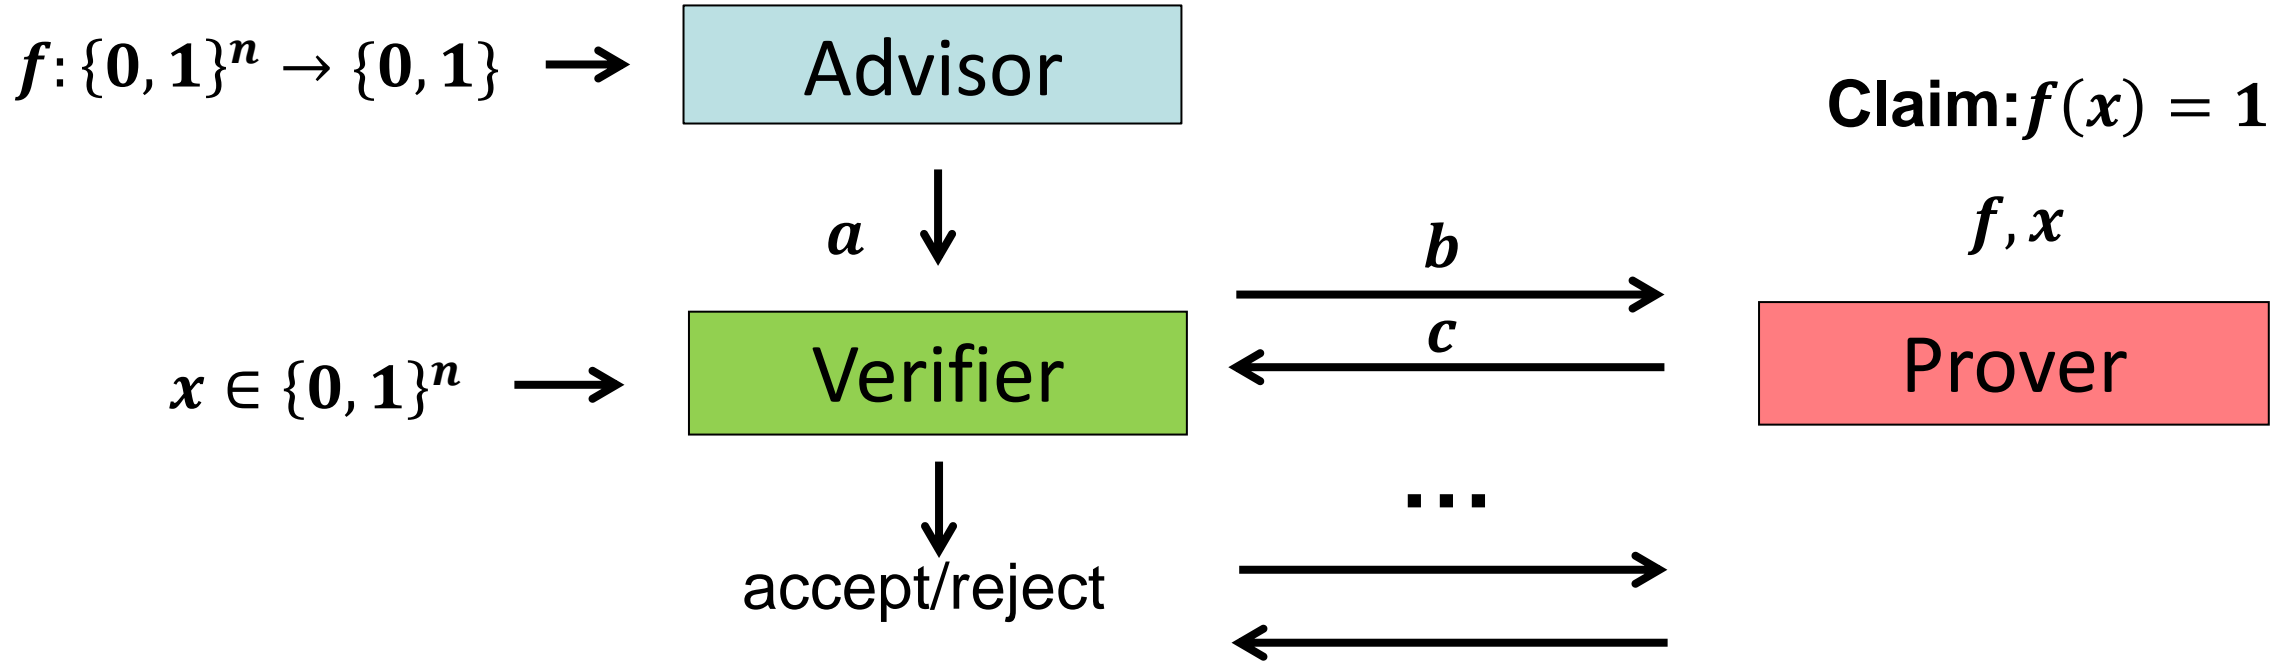 f: {0, 1}ⁿ → {0, 1}
Advisor
Claim: f(x) = 1
f, x
a
b
c
x ∈ {0, 1}ⁿ
Verifier
Prover
...
accept/reject